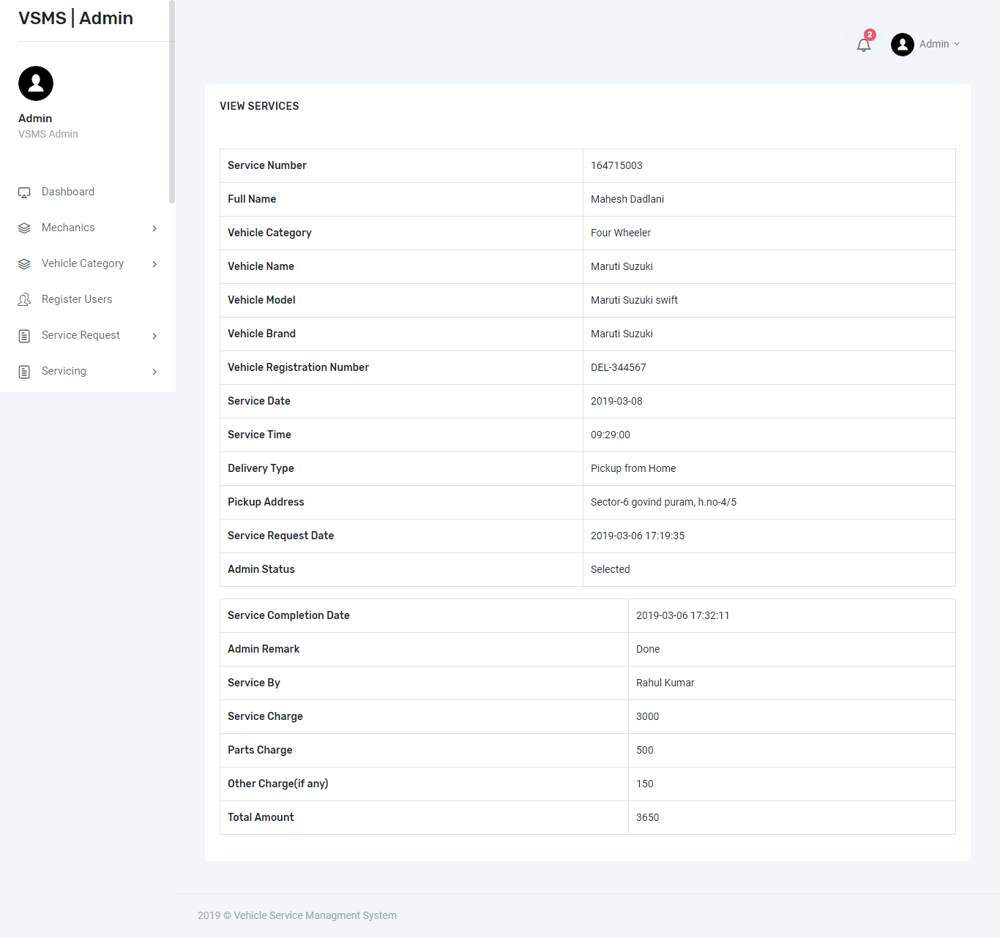 VSMS | Admin
2
Admin
Admin
VSMS Admin
Dashboard
Mechanics
Vehicle Category
Register Users
Service Request
Servicing
VIEW SERVICES
Service Number 164715003
Full Name Mahesh Dadlani
Vehicle Category Four Wheeler
Vehicle Name Maruti Suzuki
Vehicle Model Maruti Suzuki swift
Vehicle Brand Maruti Suzuki
Vehicle Registration Number DEL-344567
Service Date 2019-03-08
Service Time 09:29:00
Delivery Type Pickup from Home
Pickup Address Sector-6 govind puram, h.no-4/5
Service Request Date 2019-03-06 17:19:35
Admin Status Selected
Service Completion Date 2019-03-06 17:32:11
Admin Remark Done
Service By Rahul Kumar
Service Charge 3000
Parts Charge 500
Other Charge(if any) 150
Total Amount 3650
2019 © Vehicle Service Managment System